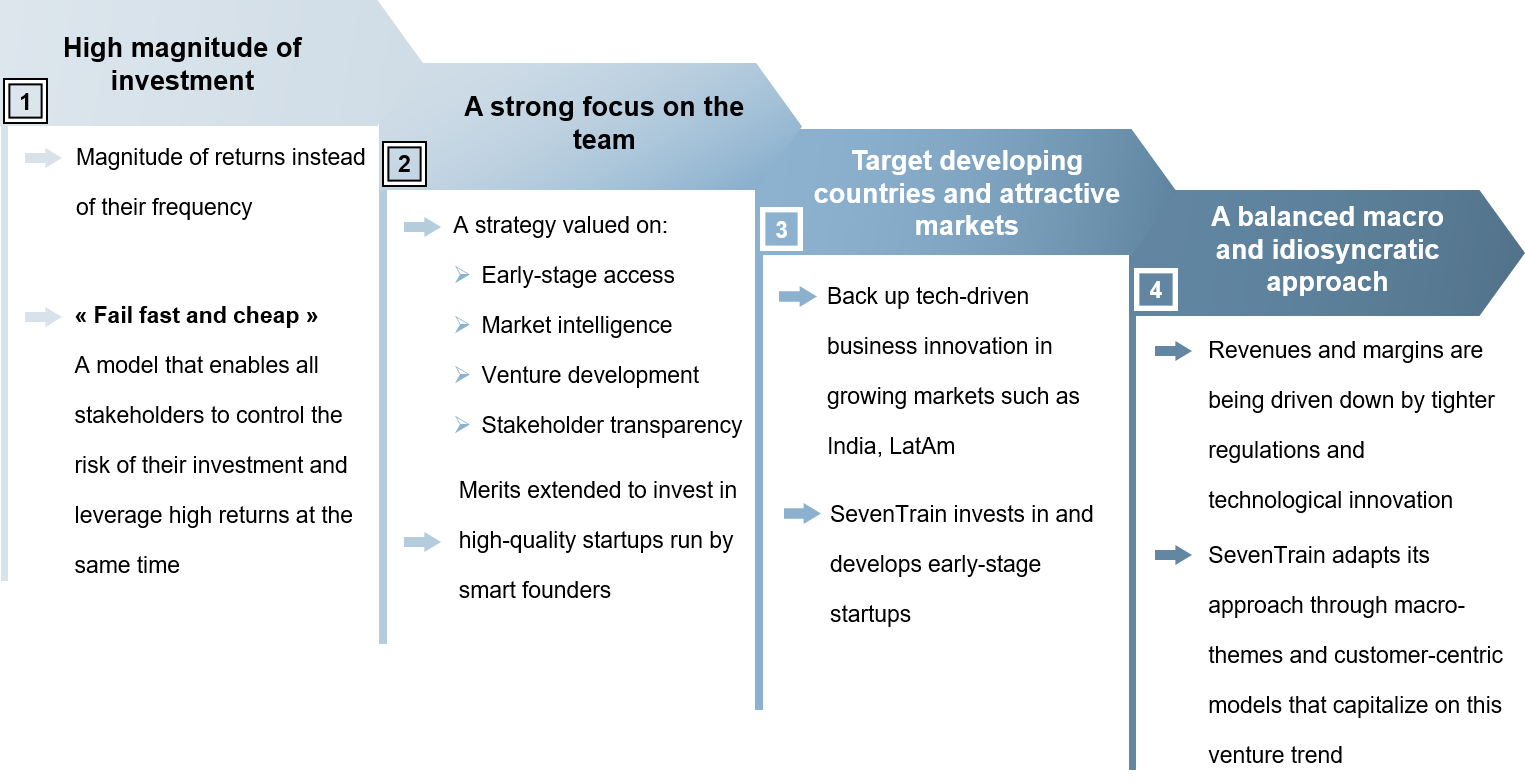 High magnitude of
investment
1
Magnitude of returns instead
of their frequency
« Fail fast and cheap »
A model that enables all
stakeholders to control the
risk of their investment and
leverage high returns at the
same time
A strong focus on the
team
2
A strategy valued on:
Early-stage access
Market intelligence
Venture development
Stakeholder transparency
Merits extended to invest in
high-quality startups run by
smart founders
Target developing
countries and attractive
markets
3
Back up tech-driven
business innovation in
growing markets such as
India, LatAm
SevenTrain invests in and
develops early-stage
startups
A balanced macro
and idiosyncratic
approach
4
Revenues and margins are
being driven down by tighter
regulations and
technological innovation
SevenTrain adapts its
approach through macro-
themes and customer-centric
models that capitalize on this
venture trend